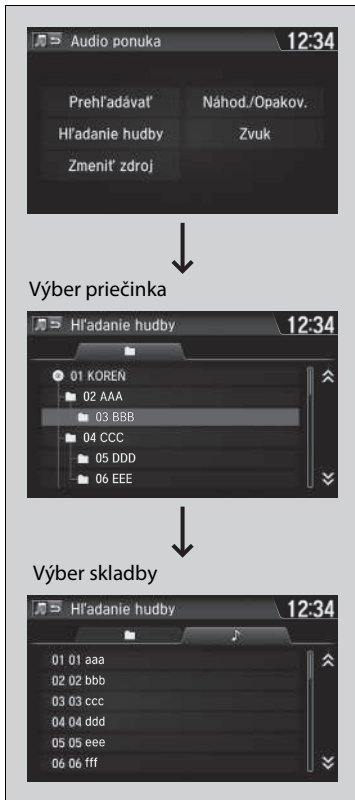 Audio ponuka 12:34
Prehľadávať Náhod./Opakov.
Hľadanie hudby Zvuk
Zmeniť zdroj
Výber priečinka
Hľadanie hudby 12:34
01 KOREŇ
02 AAA
03 BBB
04 CCC
05 DDD
06 EEE
Výber skladby
Hľadanie hudby 12:34
01 01 aaa
02 02 bbb
03 03 ccc
04 04 ddd
05 05 eee
06 06 fff